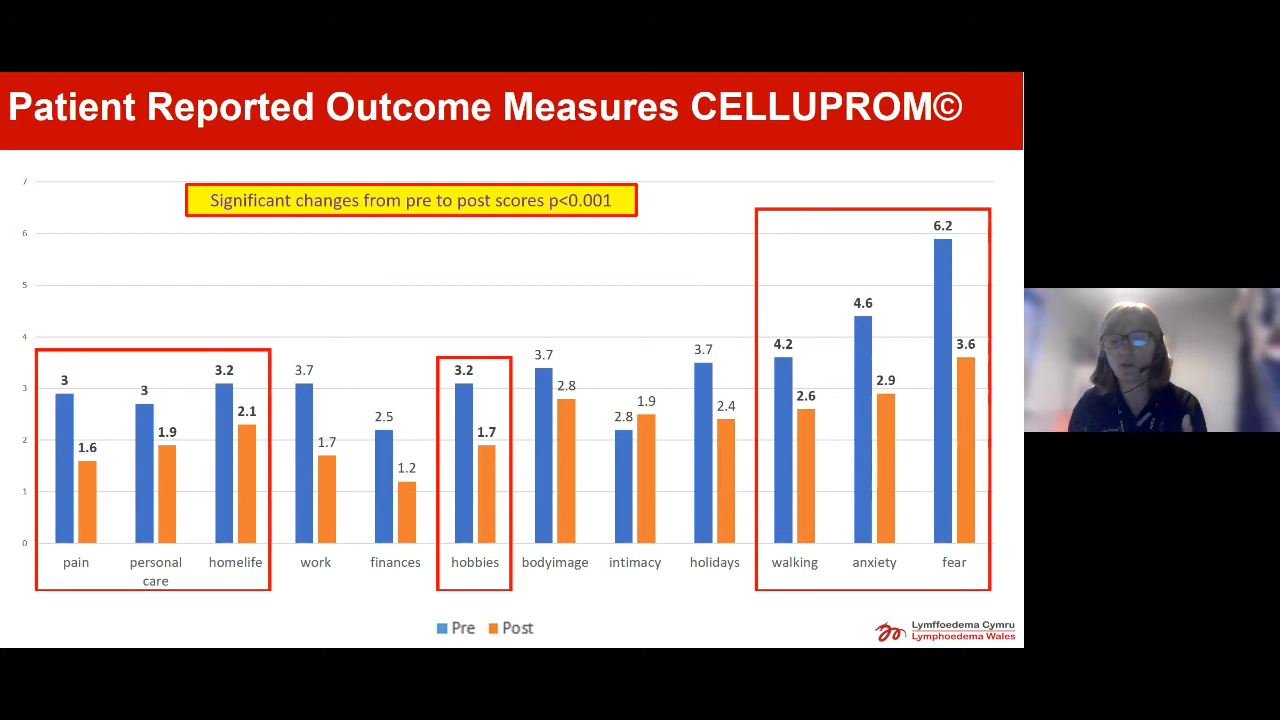 Patient Reported Outcome Measures CELLUPROM©
Significant changes from pre to post scores p<0.001
7
6
5
4
3
2
1
0
3
1.6
3
1.9
3.2
2.1
3.7
1.7
2.5
1.2
3.2
1.7
3.7
2.8
2.8
1.9
3.7
2.4
4.2
2.6
4.6
2.9
6.2
3.6
pain
personal
care
homelife
work
finances
hobbies
bodyimage
intimacy
holidays
walking
anxiety
fear
Pre
Post
Lymffoedema Cymru
Lymphoedema Wales